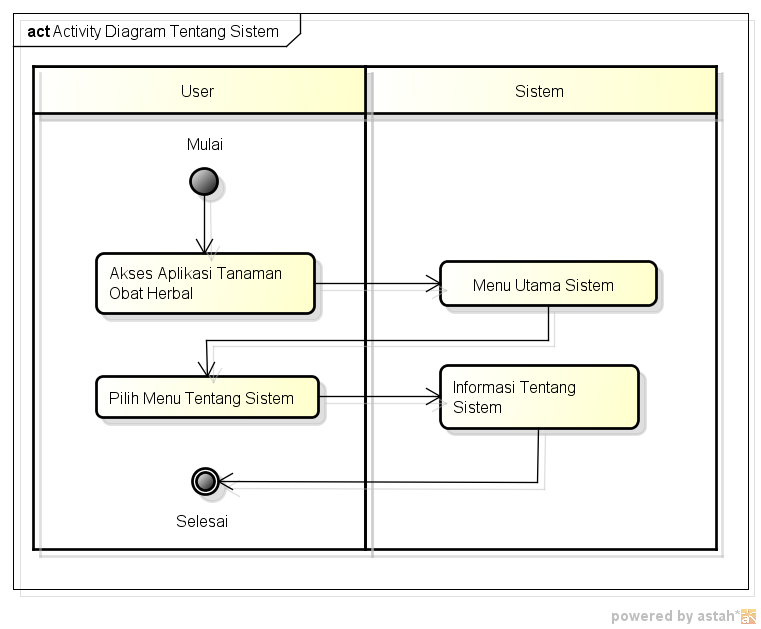 act Activity Diagram Tentang Sistem
User
Sistem
Mulai
Akses Aplikasi Tanaman
Obat Herbal
Menu Utama Sistem
Pilih Menu Tentang Sistem
Informasi Tentang
Sistem
Selesai
powered by astah*